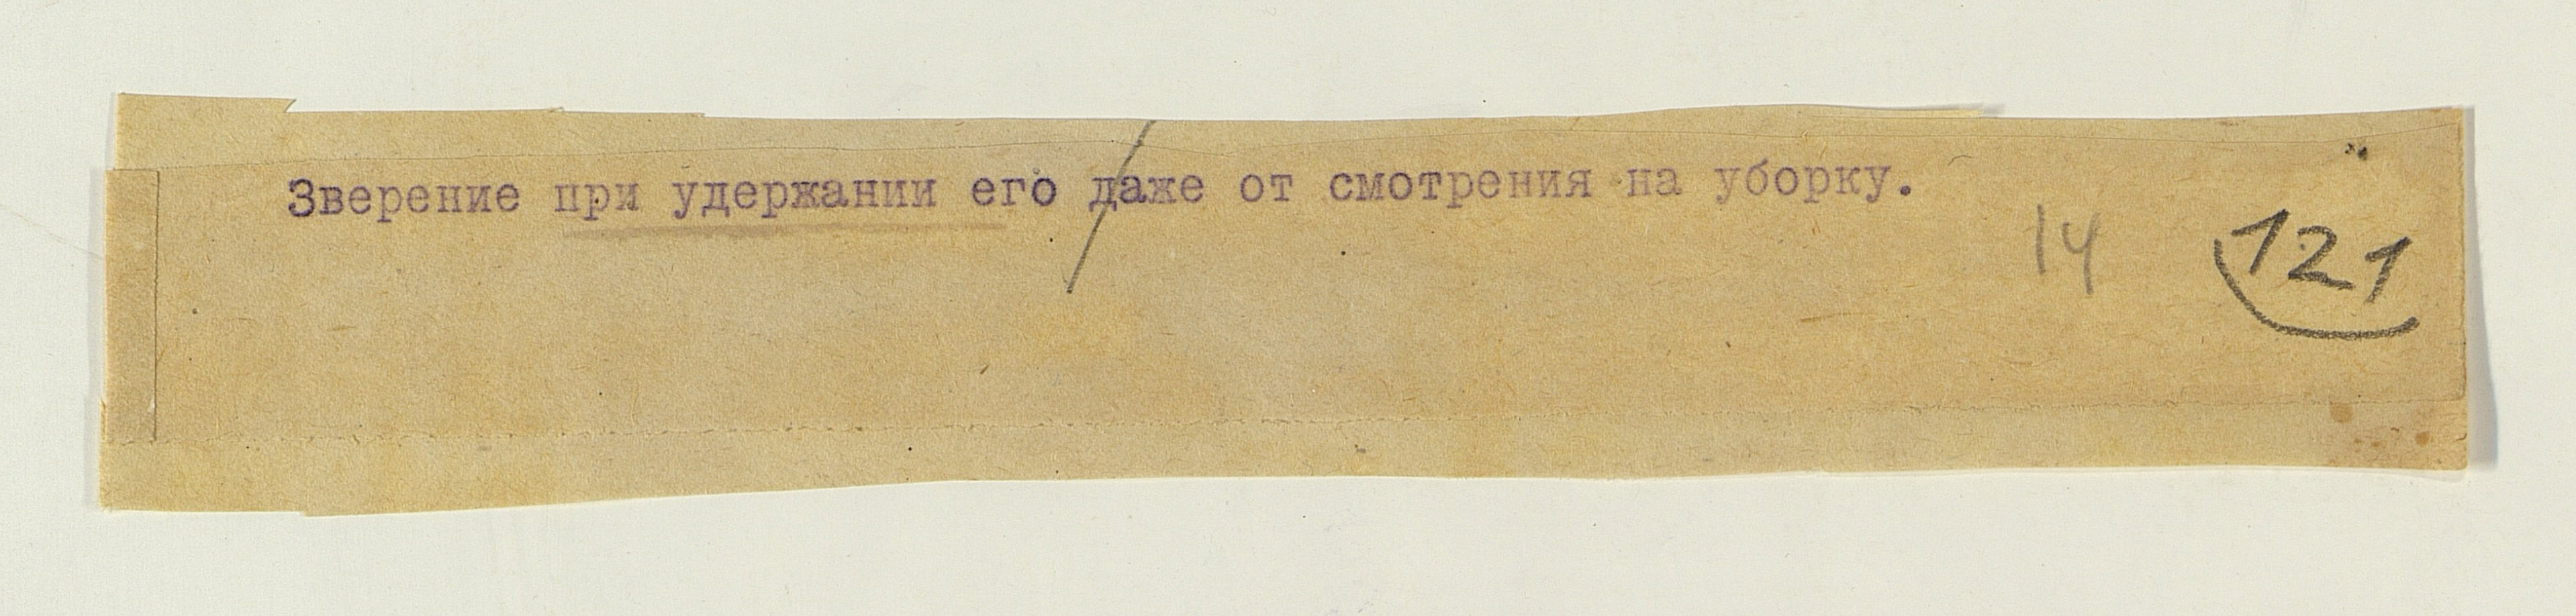 Зверение при удержании его даже от смотрения на уборку.
14
121